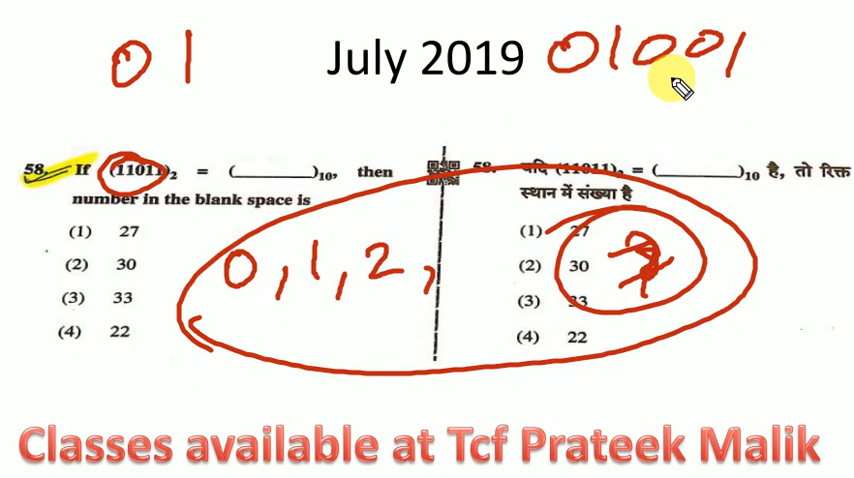 01
July 2019
01001
58. If (11011)₂ = (________)₁₀, then
number in the blank space is
(1) 27
(2) 30
(3) 33
(4) 22
0, 1, 2,
58. यदि (11011)₂ = (________)₁₀ है, तो रिक्त
स्थान में संख्या है
(1) 27
(2) 30
(3) 33
(4) 22
Classes available at Tcf Prateek Malik